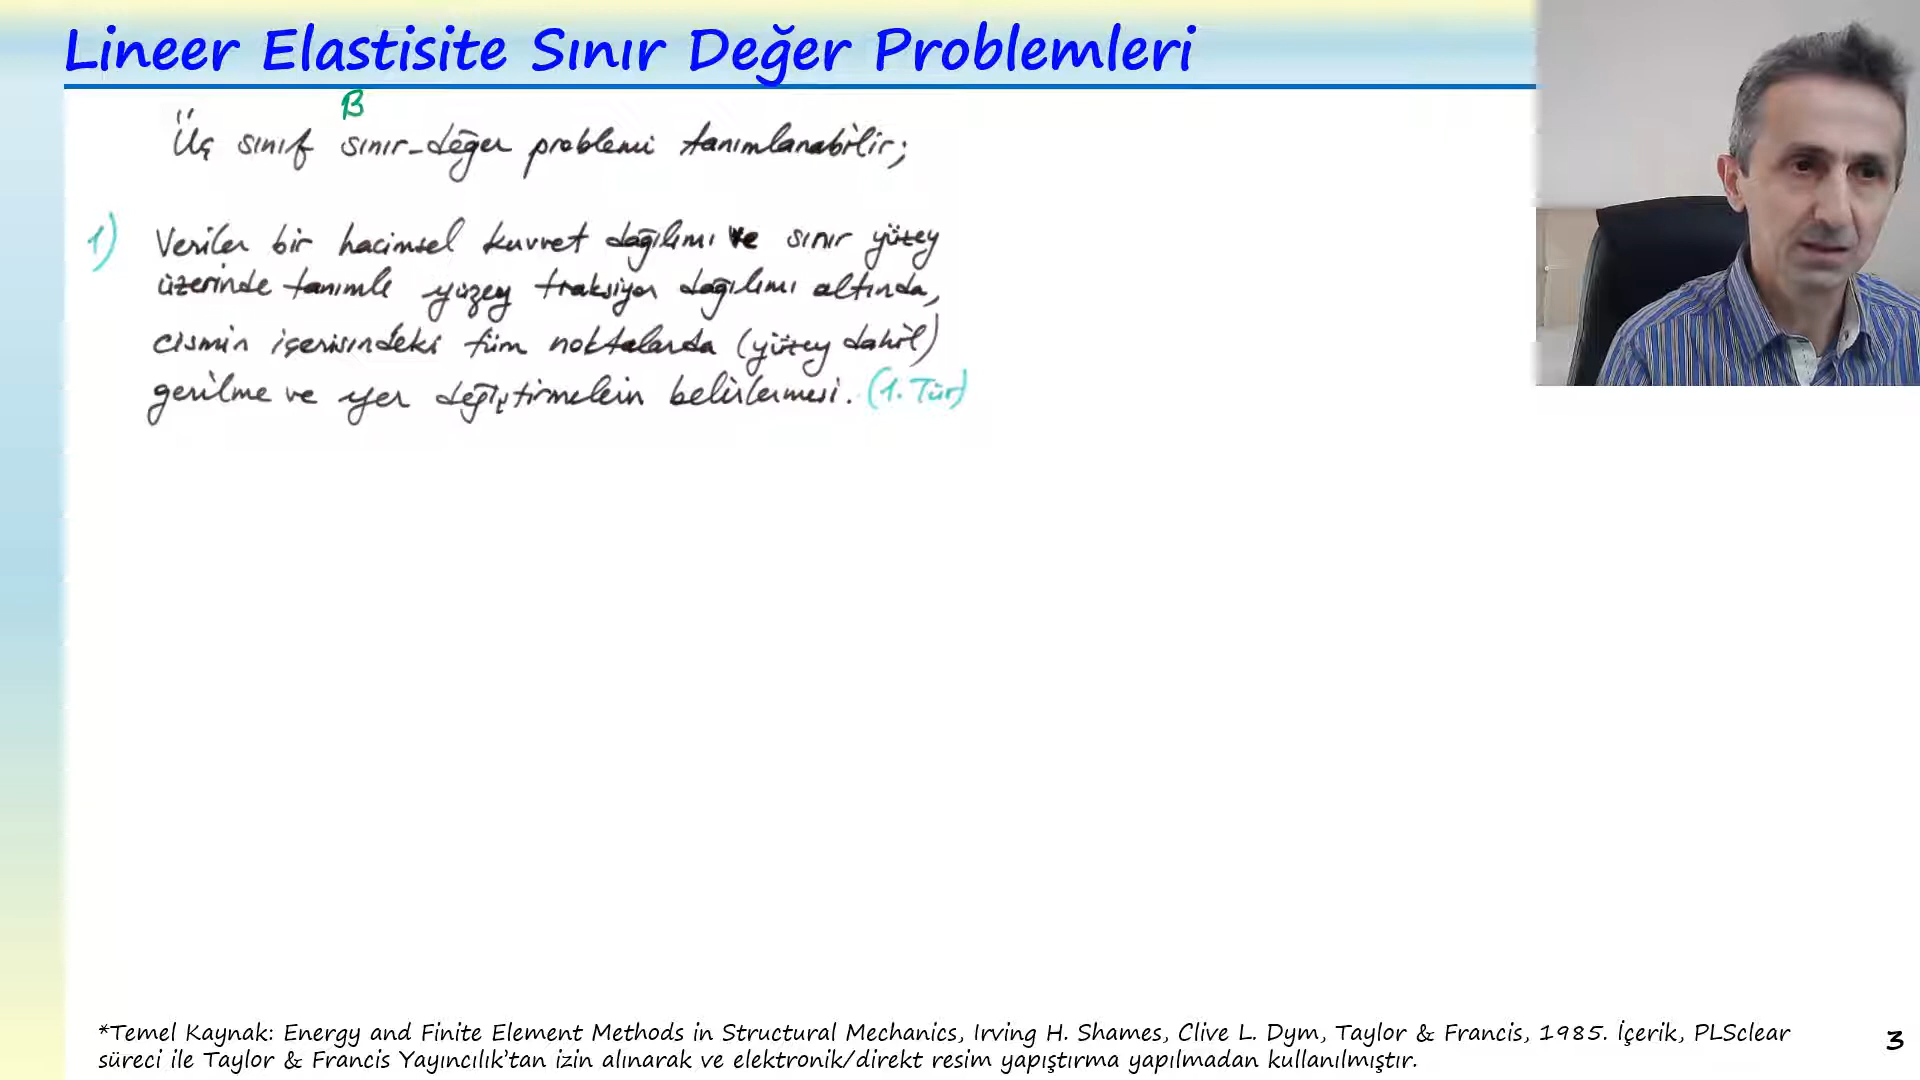 Lineer Elastisite Sınır Değer Problemleri
B
Üç sınıf sınır-değer problemi tanımlanabilir;
1) Verilen bir hacimsel kuvvet dağılımı ve sınır yüzey
üzerinde tanımlı yüzey traksiyon dağılımı altında,
cismin içerisindeki tüm noktalarda (yüzey dahil)
gerilme ve yer değiştirmelerin belirlenmesi. (1. Tür)
*Temel Kaynak: Energy and Finite Element Methods in Structural Mechanics, Irving H. Shames, Clive L. Dym, Taylor & Francis, 1985. İçerik, PLSclear
süreci ile Taylor & Francis Yayıncılık'tan izin alınarak ve elektronik/direkt resim yapıştırma yapılmadan kullanılmıştır.
3